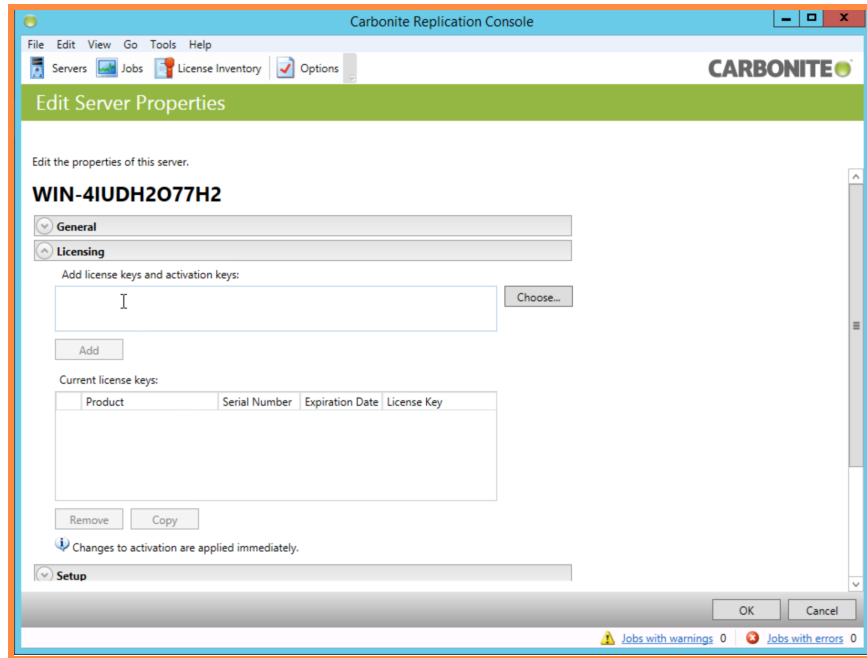 Carbonite Replication Console
File Edit View Go Tools Help
Servers Jobs License Inventory Options CARBONITE
Edit Server Properties
Edit the properties of this server.
WIN-4IUDH2O77H2
General
Licensing
Add license keys and activation keys:
Choose...
Add
Current license keys:
Product Serial Number Expiration Date License Key
Remove Copy
Changes to activation are applied immediately.
Setup
OK Cancel
Jobs with warnings 0 Jobs with errors 0